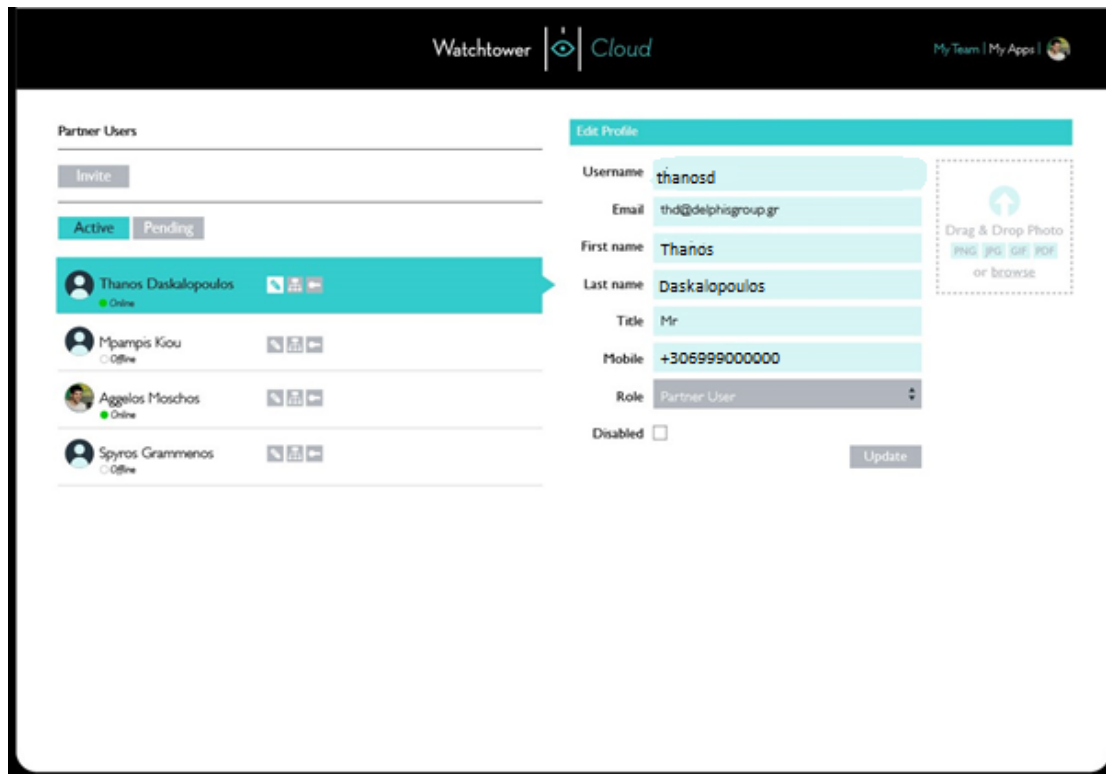 Watchtower Cloud
My Team | My Apps |
Partner Users
Invite
Active Pending
Thanos Daskalopoulos
Online
Mpampis Kiou
Offline
Aggelos Moschos
Online
Spyros Grammenos
Offline
Edit Profile
Username thanosd
Email thd@delphisgroup.gr
First name Thanos
Last name Daskalopoulos
Title Mr
Mobile +306999000000
Role Partner User
Disabled
Update
Drag & Drop Photo
PNG JPG GIF PDF
or browse